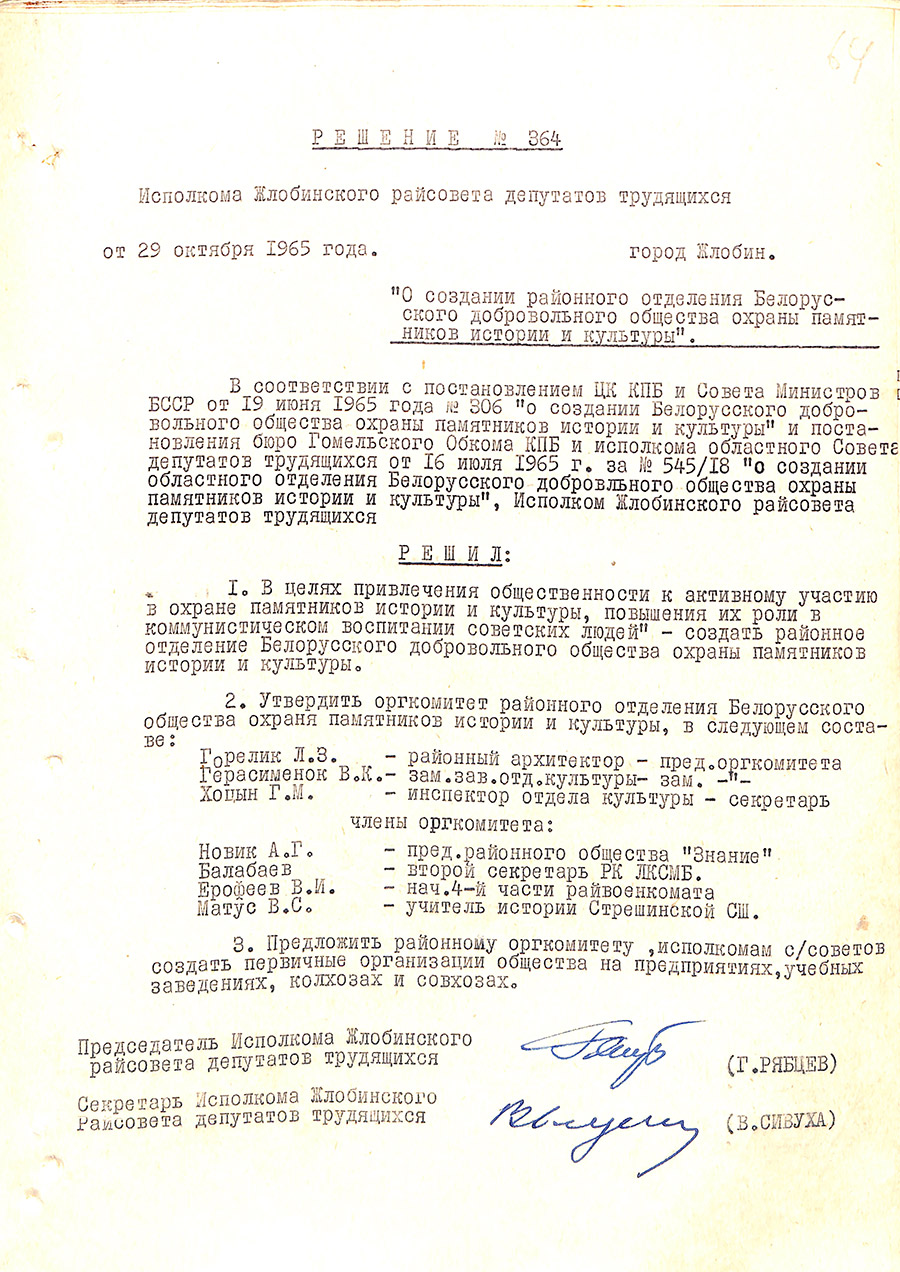 64
РЕШЕНИЕ № 364
Исполкома Жлобинского райсовета депутатов трудящихся
от 29 октября 1965 года. город Жлобин.
"О создании районного отделения Белорус-
ского добровольного общества охраны памят-
ников истории и культуры".
В соответствии с постановлением ЦК КПБ и Совета Министров
БССР от 19 июня 1965 года № 306 "о создании Белорусского добро-
вольного общества охраны памятников истории и культуры" и поста-
новления бюро Гомельского Обкома КПБ и исполкома областного Совета
депутатов трудящихся от 16 июля 1965 г. за № 545/18 "о создании
областного отделения Белорусского добровльного общества охраны
памятников истории и культуры", Исполком Жлобинского райсовета
депутатов трудящихся
РЕШИЛ:
1. В целях привлечения общественности к активному участию
в охране памятников истории и культуры, повышения их роли в
коммунистическом воспитании советских людей" - создать районное
отделение Белорусского добровольного общества охраны памятников
истории и культуры.
2. Утвердить оргкомитет районного отделения Белорусского
общества охраня памятников истории и культуры, в следующем соста-
ве:
Горелик Л.З. - районный архитектор - пред.оргкомитета
Герасименок В.К.- зам.зав.отд.культуры- зам. -"-
Хоцын Г.М. - инспектор отдела культуры - секретарь
члены оргкомитета:
Новик А.Г. - пред.районного общества "Знание"
Балабаев - второй секретарь РК ЛКСМБ.
Ерофеев В.И. - нач.4-й части райвоенкомата
Матус В.С. - учитель истории Стрешинской СШ.
3. Предложить районному оргкомитету ,исполкомам с/советов
создать первичные организации общества на предприятиях,учебных
заведениях, колхозах и совхозах.
Председатель Исполкома Жлобинского
райсовета депутатов трудящихся (Г.РЯБЦЕВ)
Секретарь Исполкома Жлобинского
Райсовета депутатов трудящихся (В.СИВУХА)